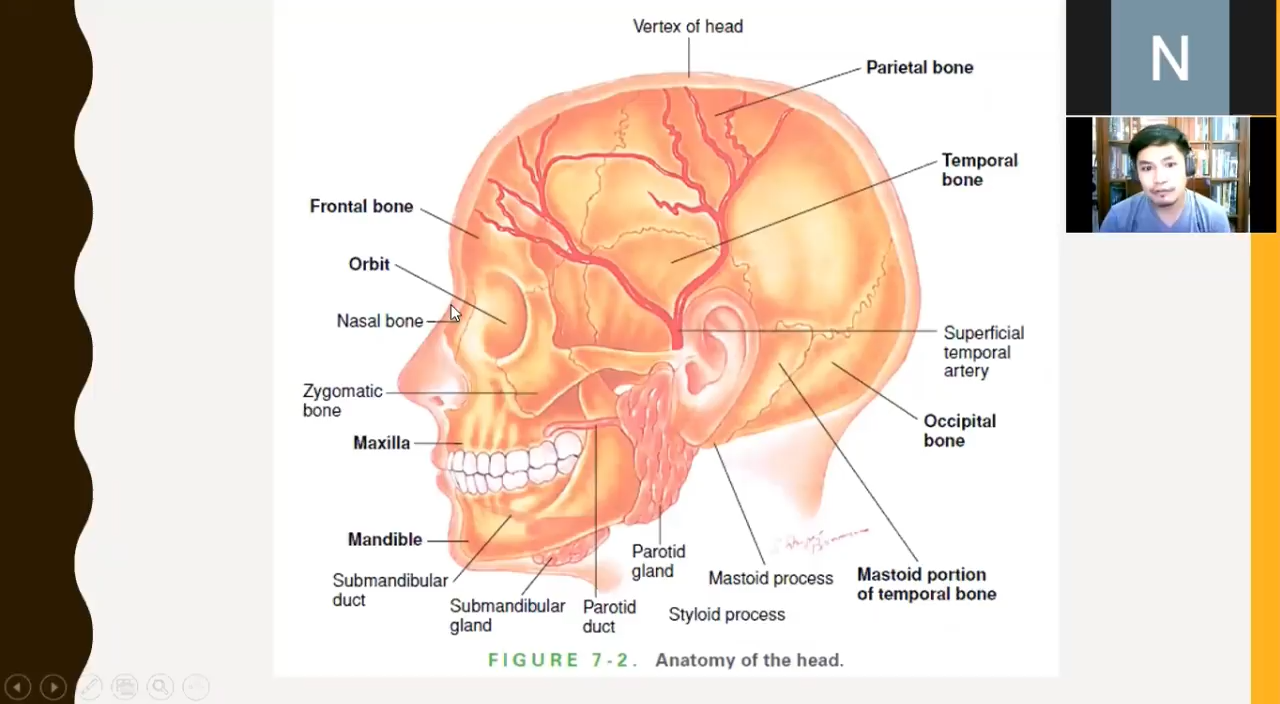 Vertex of head
Parietal bone
Temporal
bone
Frontal bone
Orbit
Nasal bone
Superficial
temporal
artery
Zygomatic
bone
Occipital
bone
Maxilla
Mandible
Submandibular
duct
Submandibular
gland
Parotid
duct
Parotid
gland
Mastoid process
Styloid process
Mastoid portion
of temporal bone
FIGURE 7-2. Anatomy of the head.
N